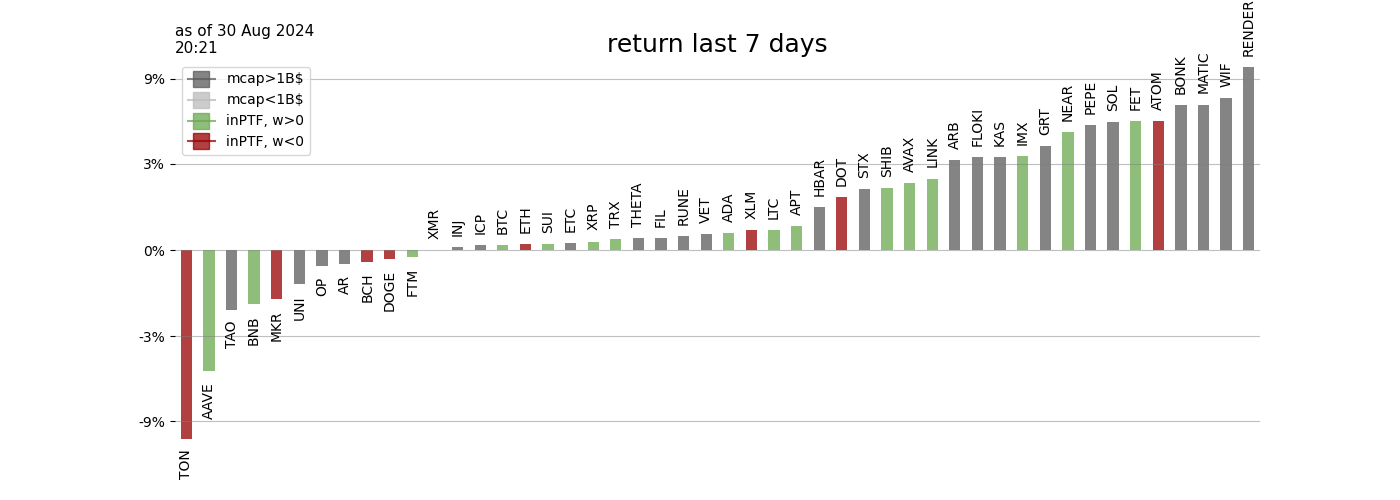 as of 30 Aug 2024
20:21
return last 7 days
mcap>1B$
mcap<1B$
inPTF, w>0
inPTF, w<0
9%
3%
0%
-3%
-9%
TON
AAVE
TAO
BNB
MKR
UNI
OP
AR
BCH
DOGE
FTM
XMR
INJ
ICP
BTC
ETH
SUI
ETC
XRP
TRX
THETA
FIL
RUNE
VET
ADA
XLM
LTC
APT
HBAR
DOT
STX
SHIB
AVAX
LINK
ARB
FLOKI
KAS
IMX
GRT
NEAR
PEPE
SOL
FET
ATOM
BONK
MATIC
WIF
RENDER